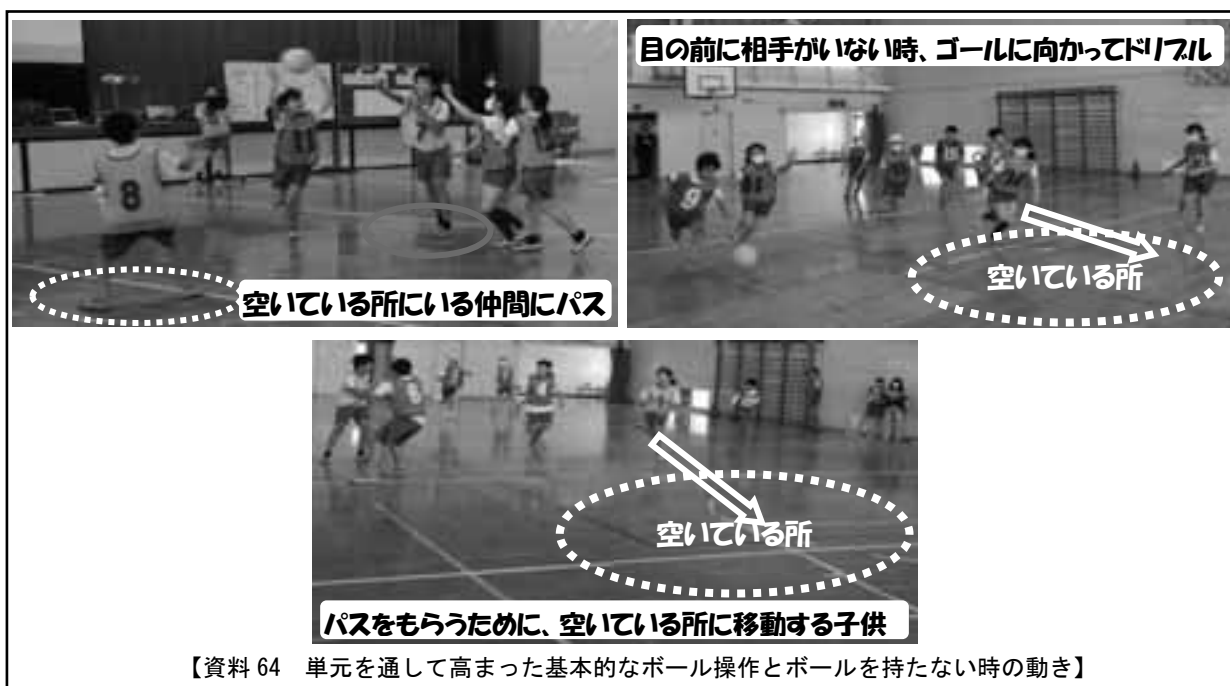 8
空いている所にいる仲間にパス
目の前に相手がいない時、ゴールに向かってドリブル
9
空いている所
空いている所
パスをもらうために、空いている所に移動する子供
【資料 64 単元を通して高まった基本的なボール操作とボールを持たない時の動き】